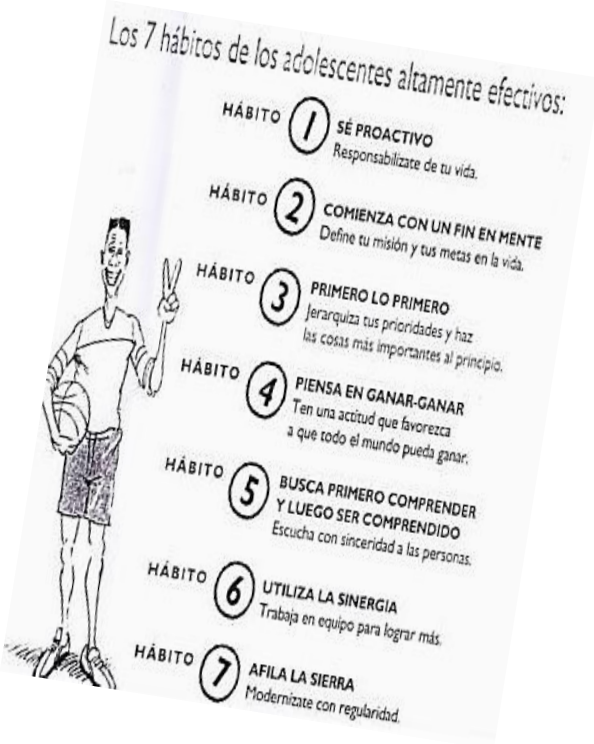 Los 7 hábitos de los adolescentes altamente efectivos:
HÁBITO 1 SÉ PROACTIVO
Responsabilízate de tu vida.
HÁBITO 2 COMIENZA CON UN FIN EN MENTE
Define tu misión y tus metas en la vida.
HÁBITO 3 PRIMERO LO PRIMERO
Jerarquiza tus prioridades y haz
las cosas más importantes al principio.
HÁBITO 4 PIENSA EN GANAR-GANAR
Ten una actitud que favorezca
a que todo el mundo pueda ganar.
HÁBITO 5 BUSCA PRIMERO COMPRENDER
Y LUEGO SER COMPRENDIDO
Escucha con sinceridad a las personas.
HÁBITO 6 UTILIZA LA SINERGIA
Trabaja en equipo para lograr más.
HÁBITO 7 AFILA LA SIERRA
Modernízate con regularidad.